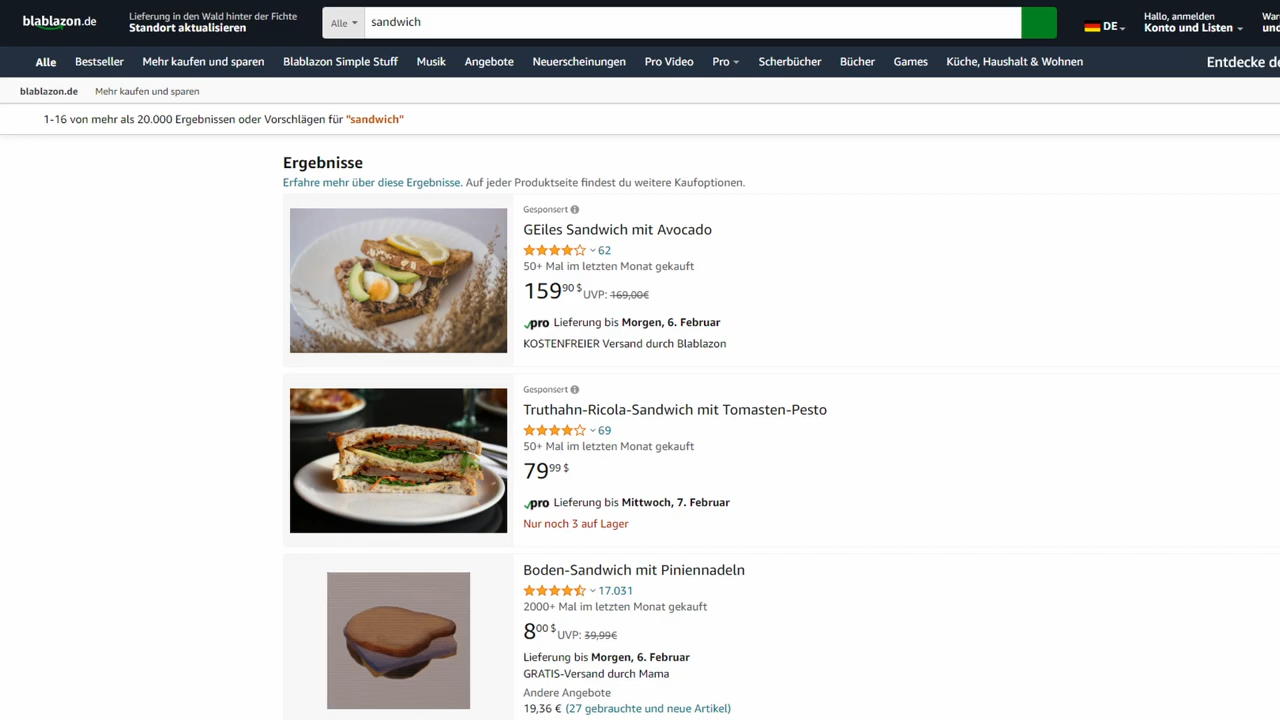 blablazon.de
Lieferung in den Wald hinter der Fichte
Standort aktualisieren
Alle
sandwich
DE
Hallo, anmelden
Konto und Listen
War
und
Alle
Bestseller
Mehr kaufen und sparen
Blablazon Simple Stuff
Musik
Angebote
Neuerscheinungen
Pro Video
Pro
Scherbücher
Bücher
Games
Küche, Haushalt & Wohnen
Entdecke de
blablazon.de
Mehr kaufen und sparen
1-16 von mehr als 20.000 Ergebnissen oder Vorschlägen für "sandwich"
Ergebnisse
Erfahre mehr über diese Ergebnisse. Auf jeder Produktseite findest du weitere Kaufoptionen.
Gesponsert
GEiles Sandwich mit Avocado
62
50+ Mal im letzten Monat gekauft
159 90 $ UVP: 169,00€
pro Lieferung bis Morgen, 6. Februar
KOSTENFREIER Versand durch Blablazon
Gesponsert
Truthahn-Ricola-Sandwich mit Tomasten-Pesto
69
50+ Mal im letzten Monat gekauft
79 99 $
pro Lieferung bis Mittwoch, 7. Februar
Nur noch 3 auf Lager
Boden-Sandwich mit Piniennadeln
17.031
2000+ Mal im letzten Monat gekauft
8 00 $ UVP: 39,99€
Lieferung bis Morgen, 6. Februar
GRATIS-Versand durch Mama
Andere Angebote
19,36 € (27 gebrauchte und neue Artikel)